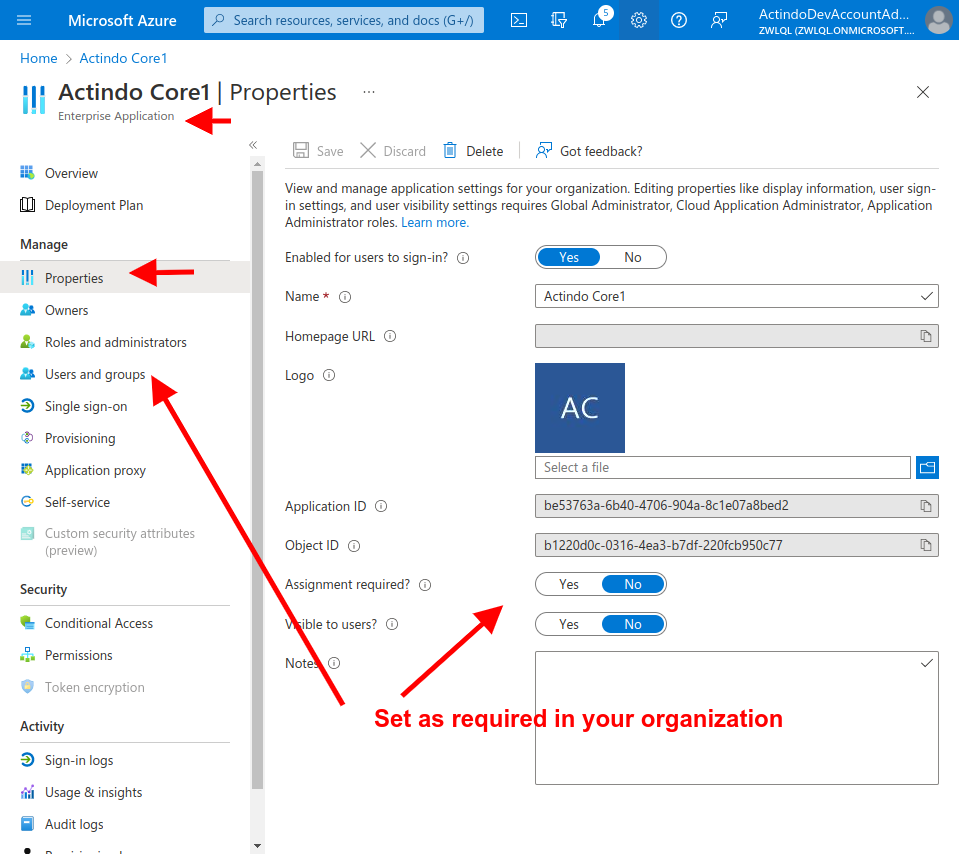 Microsoft Azure
Search resources, services, and docs (G+/)
5
ActindoDevAccountAd...
ZWLQL (ZWLQL.ONMICROSOFT....
Home > Actindo Core1
Actindo Core1 | Properties ...
Enterprise Application
«
Save
Discard
Delete
Got feedback?
Overview
Deployment Plan
Manage
Properties
Owners
Roles and administrators
Users and groups
Single sign-on
Provisioning
Application proxy
Self-service
Custom security attributes
(preview)
Security
Conditional Access
Permissions
Token encryption
Activity
Sign-in logs
Usage & insights
Audit logs
View and manage application settings for your organization. Editing properties like display information, user sign-
in settings, and user visibility settings requires Global Administrator, Cloud Application Administrator, Application
Administrator roles. Learn more.
Enabled for users to sign-in? Yes No
Name * Actindo Core1
Homepage URL
Logo
AC
Select a file
Application ID be53763a-6b40-4706-904a-8c1e07a8bed2
Object ID b1220d0c-0316-4ea3-b7df-220fcb950c77
Assignment required? Yes No
Visible to users? Yes No
Notes
Set as required in your organization